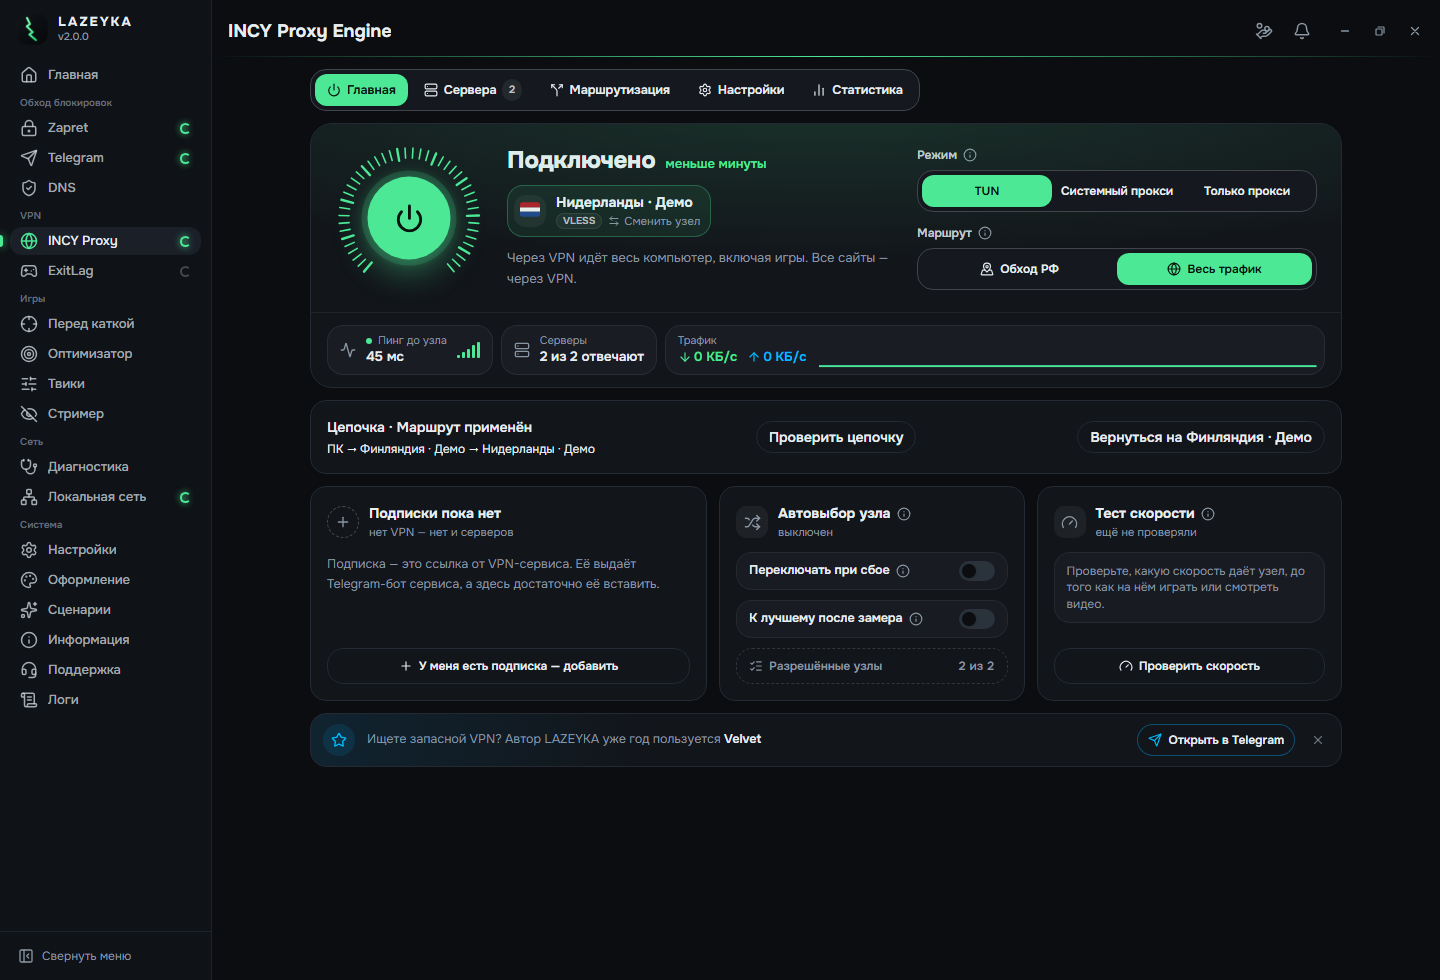 LAZEYKA
v2.0.0
Главная
Обход блокировок
Zapret
Telegram
DNS
VPN
INCY Proxy
ExitLag
Игры
Перед каткой
Оптимизатор
Твики
Стример
Сеть
Диагностика
Локальная сеть
Система
Настройки
Оформление
Сценарии
Информация
Поддержка
Логи
Свернуть меню
INCY Proxy Engine
Главная
Сервера 2
Маршрутизация
Настройки
Статистика
Подключено меньше минуты
Нидерланды · Демо
VLESS Сменить узел
Через VPN идёт весь компьютер, включая игры. Все сайты —
через VPN.
Режим
TUN Системный прокси Только прокси
Маршрут
Обход РФ Весь трафик
Пинг до узла
45 мс
Серверы
2 из 2 отвечают
Трафик
↓ 0 КБ/с ↑ 0 КБ/с
Цепочка · Маршрут применён
ПК → Финляндия · Демо → Нидерланды · Демо
Проверить цепочку
Вернуться на Финляндия · Демо
Подписки пока нет
нет VPN — нет и серверов
Подписка — это ссылка от VPN-сервиса. Её выдаёт
Telegram-бот сервиса, а здесь достаточно её вставить.
У меня есть подписка — добавить
Автовыбор узла
выключен
Переключать при сбое
К лучшему после замера
Разрешённые узлы 2 из 2
Тест скорости
ещё не проверяли
Проверьте, какую скорость даёт узел, до
того как на нём играть или смотреть
видео.
Проверить скорость
Ищете запасной VPN? Автор LAZEYKA уже год пользуется Velvet
Открыть в Telegram